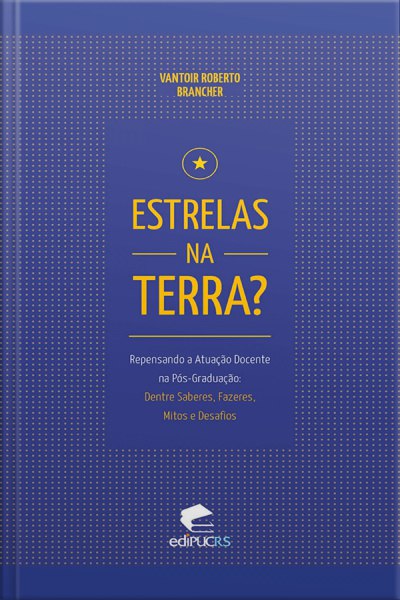 VANTOIR ROBERTO
BRANCHER
ESTRELAS
NA
TERRA?
Repensando a Atuação Docente
na Pós-Graduação:
Dentre Saberes, Fazeres,
Mitos e Desafios
ediPUCRS